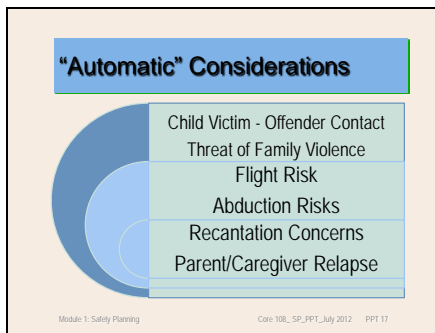 “Automatic” Considerations
Child Victim - Offender Contact
Threat of Family Violence
Flight Risk
Abduction Risks
Recantation Concerns
Parent/Caregiver Relapse
Module 1: Safety Planning Core 108_ SP_PPT_July 2012 PPT 17